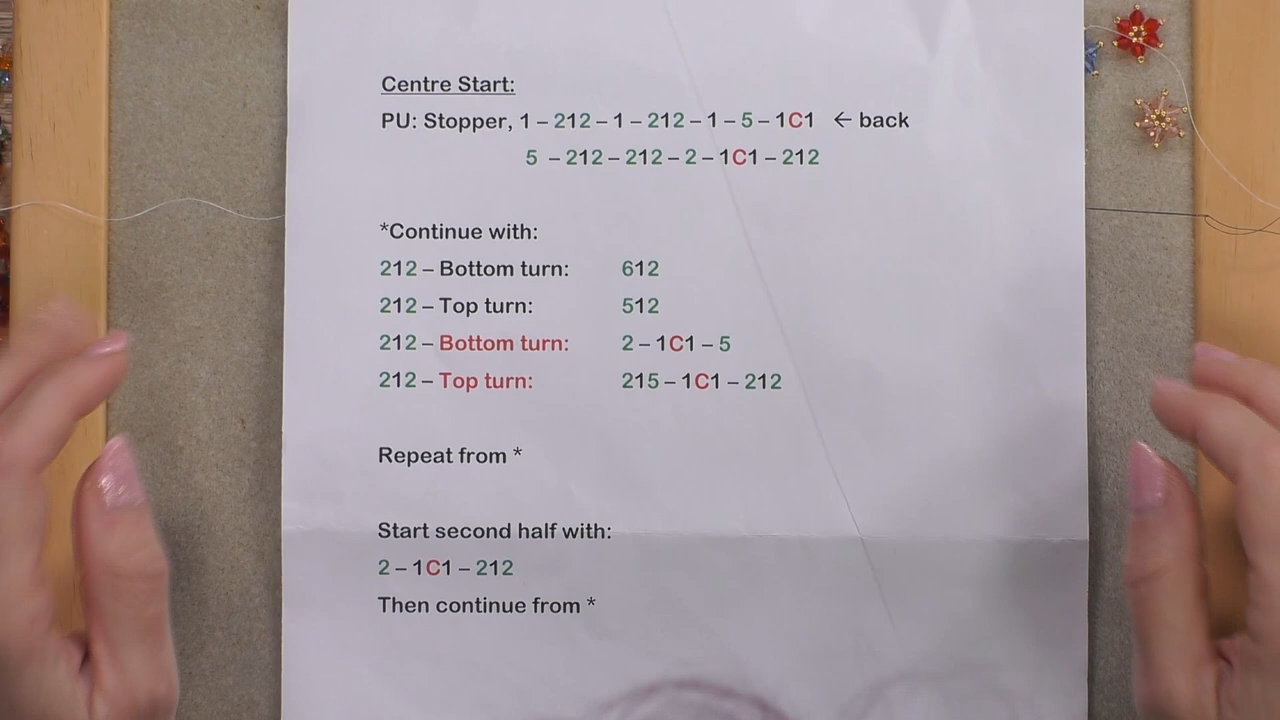 Centre Start:
PU: Stopper, 1 – 212 – 1 – 212 – 1 – 5 – 1C1 ← back
5 – 212 – 212 – 2 – 1C1 – 212
*Continue with:
212 – Bottom turn: 612
212 – Top turn: 512
212 – Bottom turn: 2 – 1C1 – 5
212 – Top turn: 215 – 1C1 – 212
Repeat from *
Start second half with:
2 – 1C1 – 212
Then continue from *